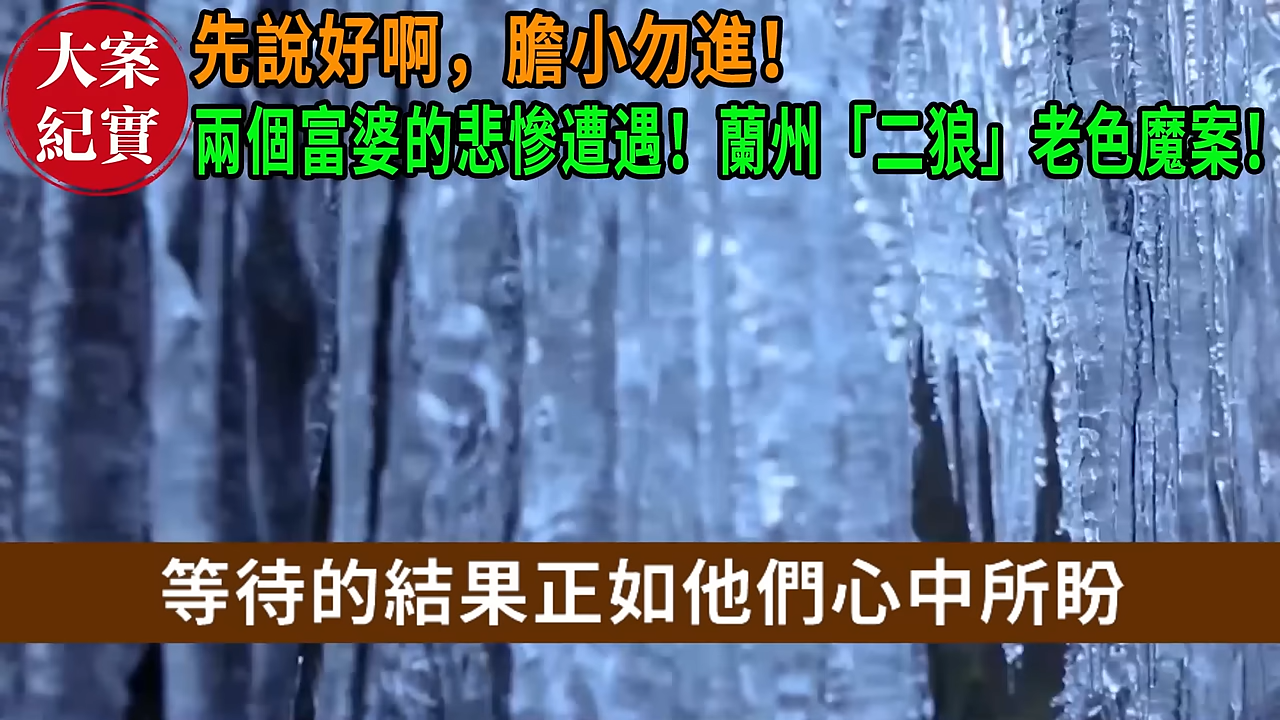 大案
紀實
先說好啊，膽小勿進！
兩個富婆的悲慘遭遇！蘭州「二狼」老色魔案！
等待的結果正如他們心中所盼